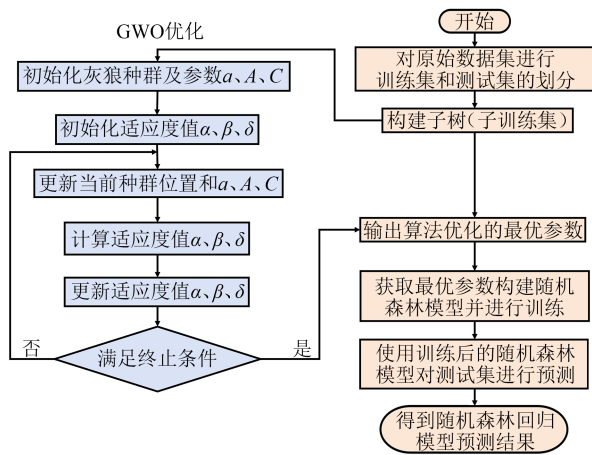 开始
GWO优化
对原始数据集进行
训练集和测试集的划分
初始化灰狼种群及参数a、A、C
构建子树(子训练集)
初始化适应度值α、β、δ
更新当前种群位置和a、A、C
计算适应度值α、β、δ
更新适应度值α、β、δ
满足终止条件
否
是
输出算法优化的最优参数
获取最优参数构建随机
森林模型并进行训练
使用训练后的随机森林
模型对测试集进行预测
得到随机森林回归
模型预测结果